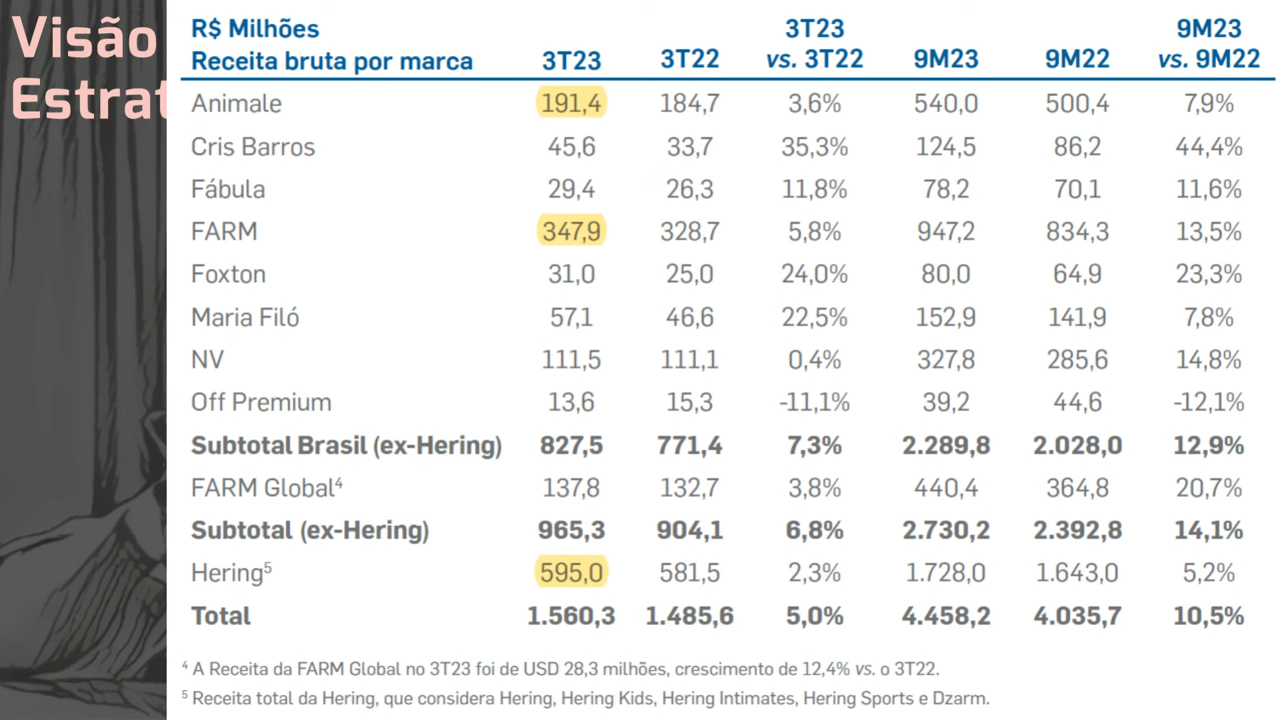 Visão
Estrat
R$ Milhões
Receita bruta por marca 3T23 3T22 3T23 vs. 3T22 9M23 9M22 9M23 vs. 9M22
Animale 191,4 184,7 3,6% 540,0 500,4 7,9%
Cris Barros 45,6 33,7 35,3% 124,5 86,2 44,4%
Fábula 29,4 26,3 11,8% 78,2 70,1 11,6%
FARM 347,9 328,7 5,8% 947,2 834,3 13,5%
Foxton 31,0 25,0 24,0% 80,0 64,9 23,3%
Maria Filó 57,1 46,6 22,5% 152,9 141,9 7,8%
NV 111,5 111,1 0,4% 327,8 285,6 14,8%
Off Premium 13,6 15,3 -11,1% 39,2 44,6 -12,1%
Subtotal Brasil (ex-Hering) 827,5 771,4 7,3% 2.289,8 2.028,0 12,9%
FARM Global⁴ 137,8 132,7 3,8% 440,4 364,8 20,7%
Subtotal (ex-Hering) 965,3 904,1 6,8% 2.730,2 2.392,8 14,1%
Hering⁵ 595,0 581,5 2,3% 1.728,0 1.643,0 5,2%
Total 1.560,3 1.485,6 5,0% 4.458,2 4.035,7 10,5%
⁴ A Receita da FARM Global no 3T23 foi de USD 28,3 milhões, crescimento de 12,4% vs. o 3T22.
⁵ Receita total da Hering, que considera Hering, Hering Kids, Hering Intimates, Hering Sports e Dzarm.